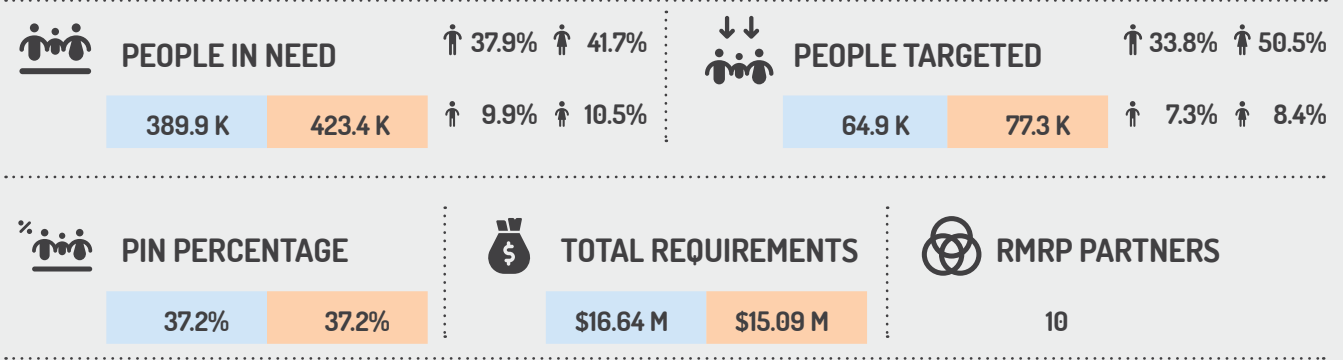 PEOPLE IN NEED
37.9% 41.7%
389.9 K 423.4 K
9.9% 10.5%
PEOPLE TARGETED
33.8% 50.5%
64.9 K 77.3 K
7.3% 8.4%
%
PIN PERCENTAGE
37.2% 37.2%
$
TOTAL REQUIREMENTS
$16.64 M $15.09 M
RMRP PARTNERS
10